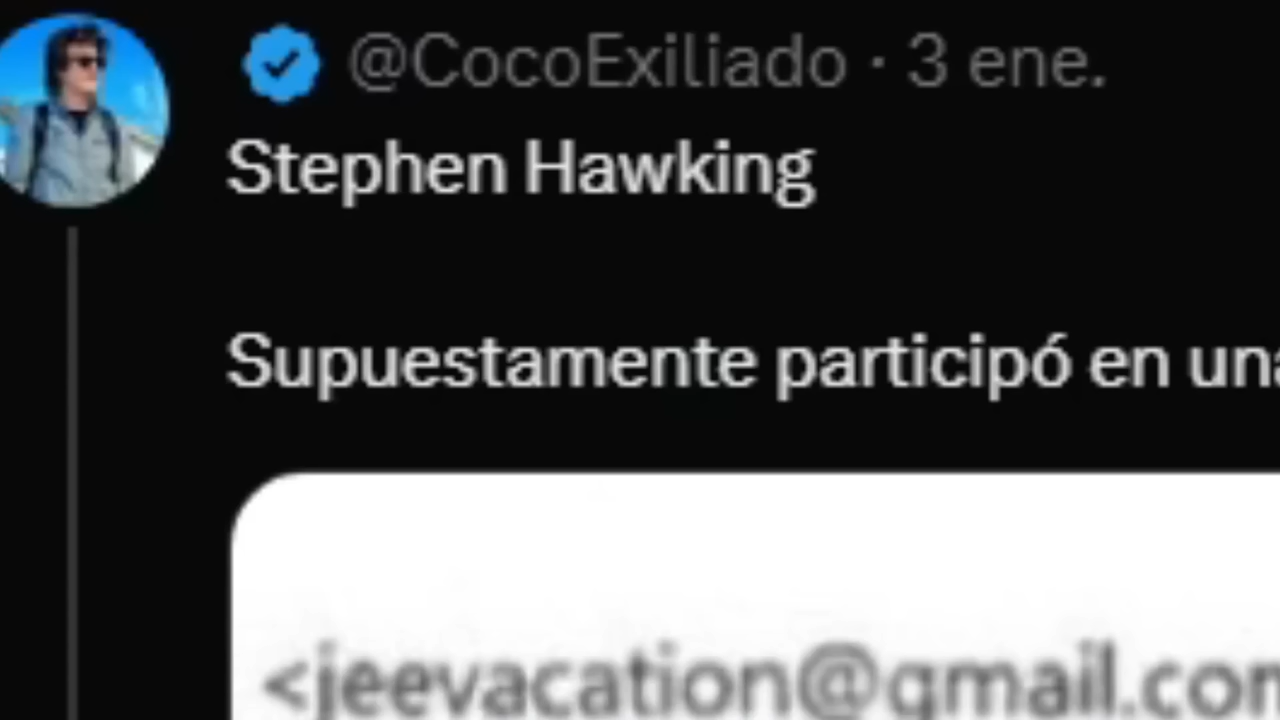 @CocoExiliado · 3 ene.
Stephen Hawking
Supuestamente participó en una
<jeevacation@gmail.com